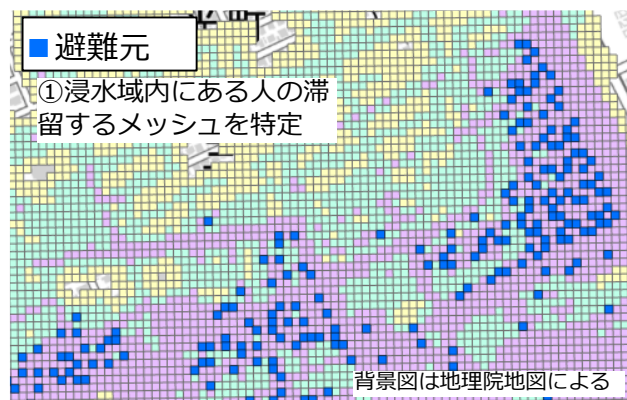 避難元
①浸水域内にある人の滞
留するメッシュを特定
背景図は地理院地図による